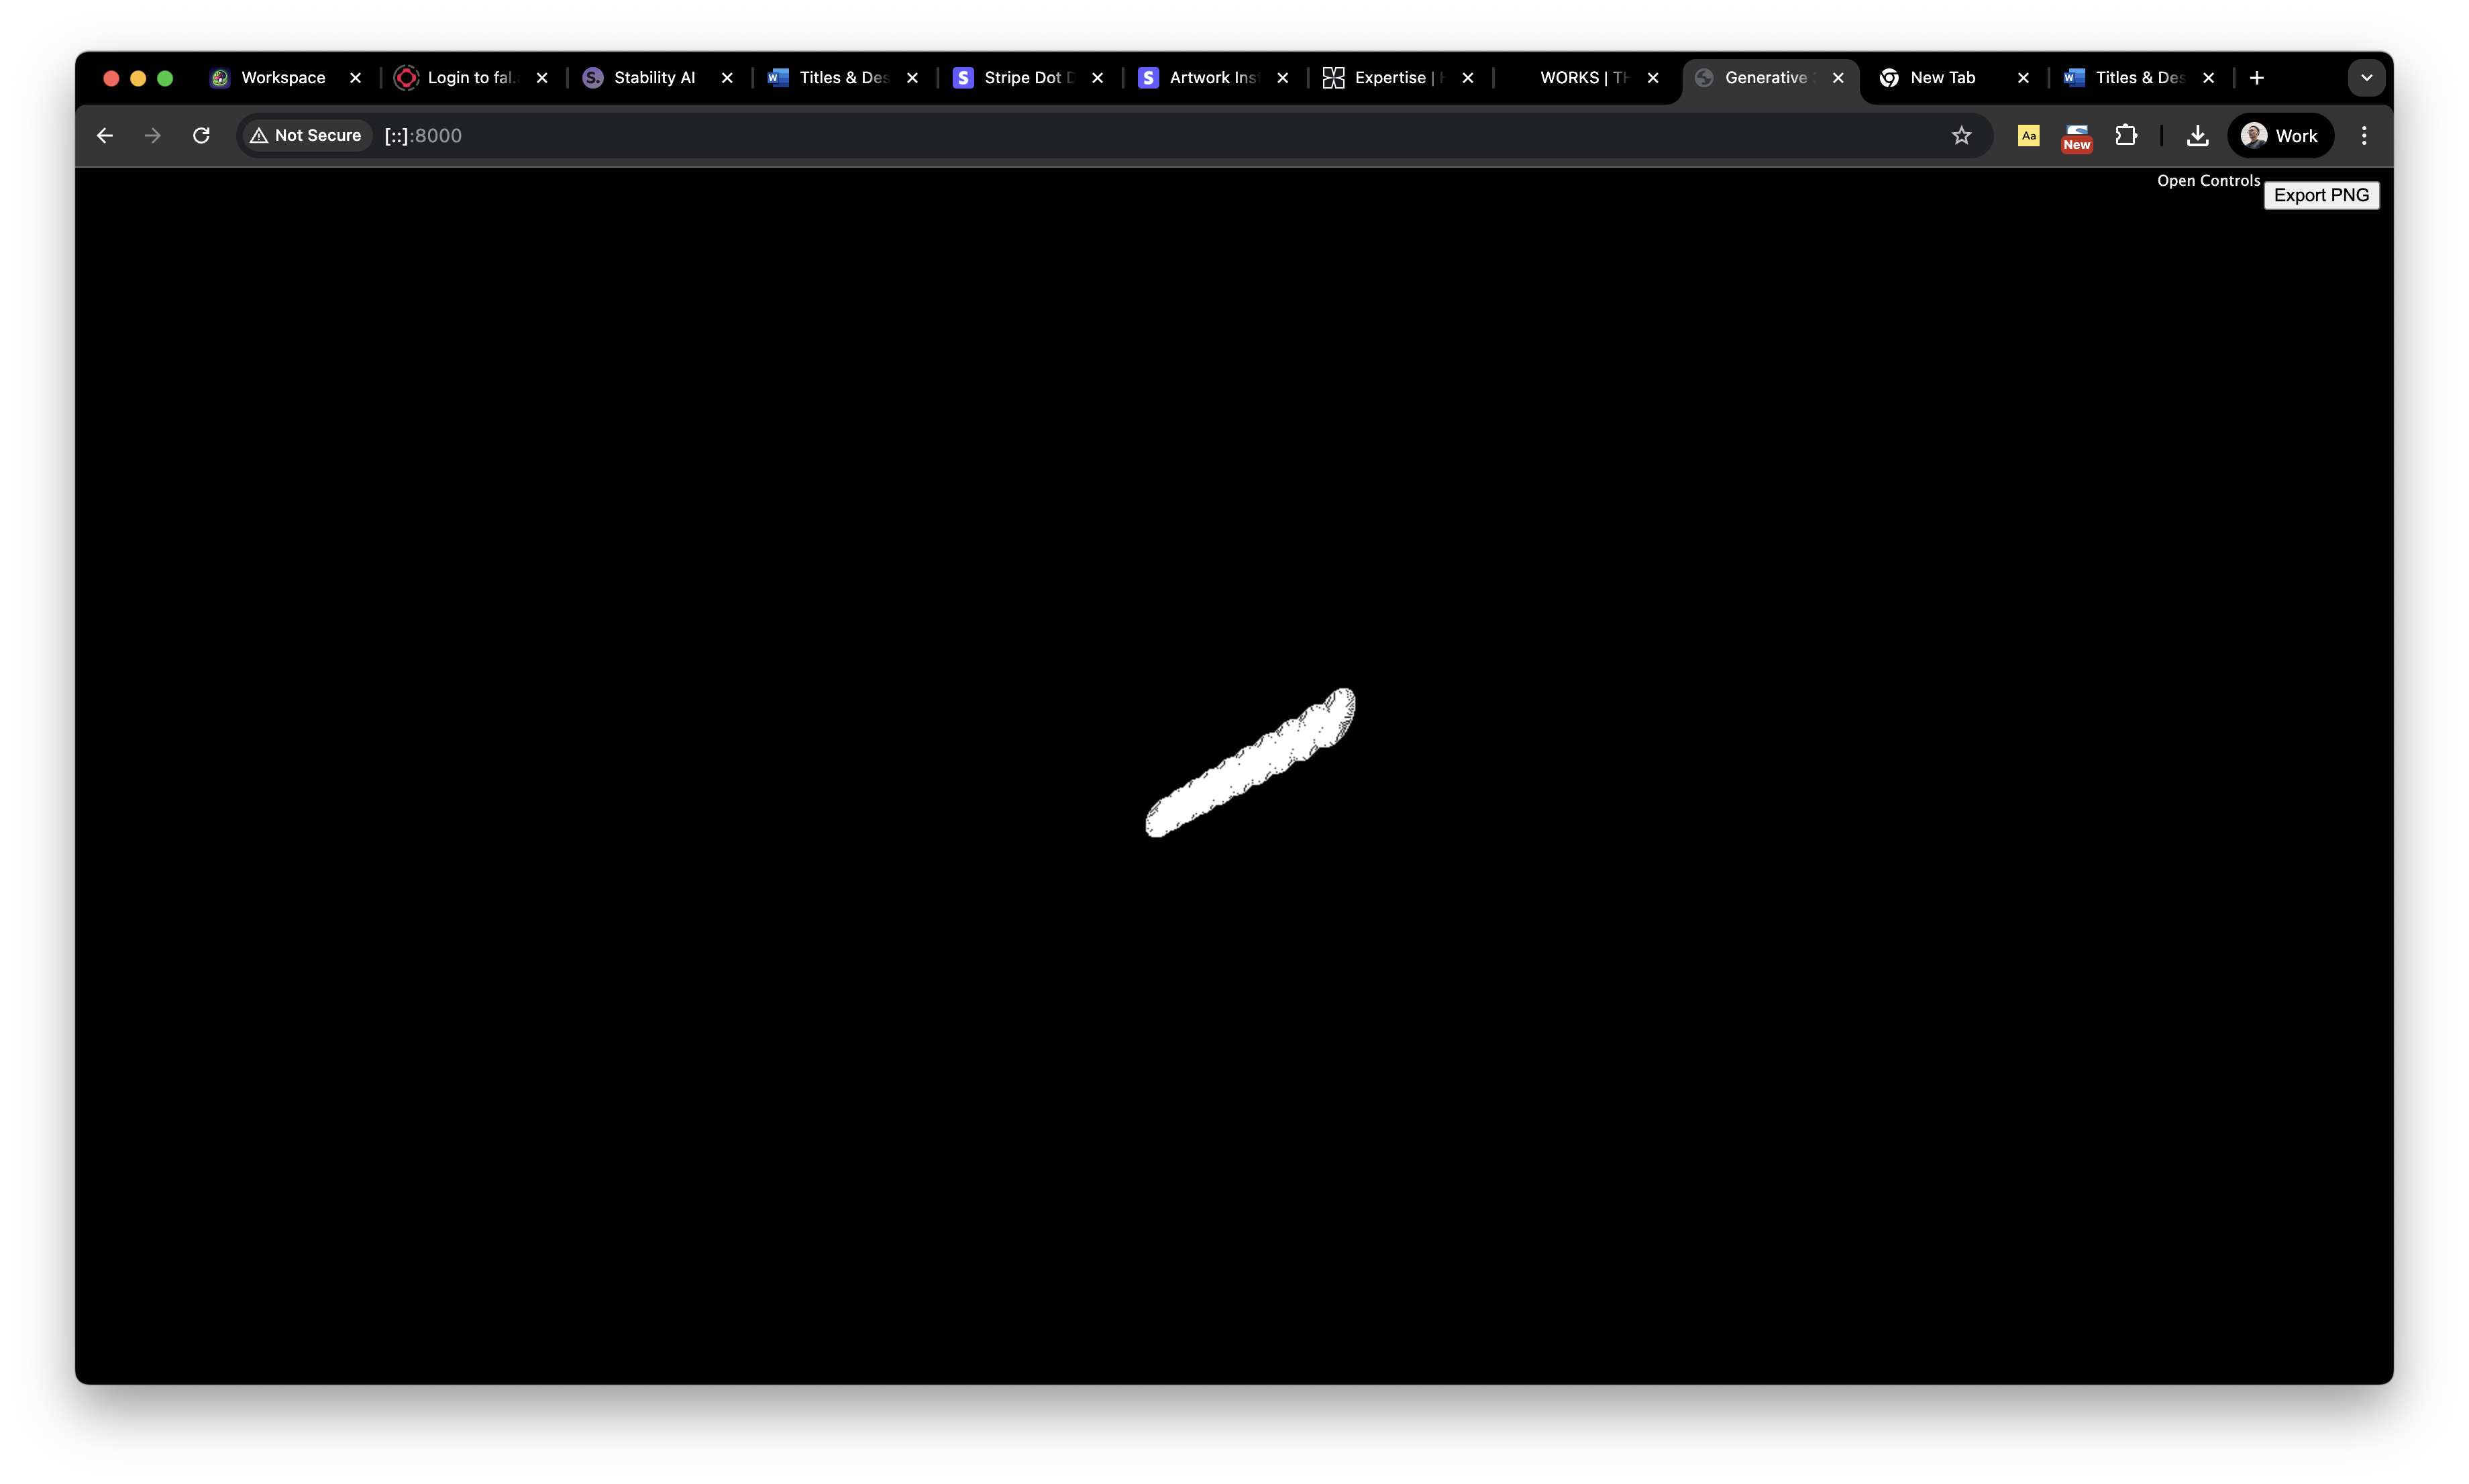 Workspace
Login to fal.
S. Stability AI
W Titles & Des
S Stripe Dot D
S Artwork Inst
Expertise | H
WORKS | TH
Generative
New Tab
W Titles & Des
Not Secure [::]:8000
Aa
New
Work
Open Controls
Export PNG